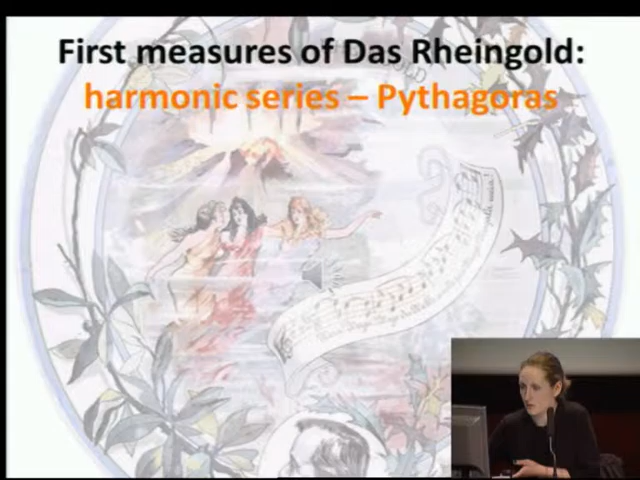 First measures of Das Rheingold:
harmonic series – Pythagoras